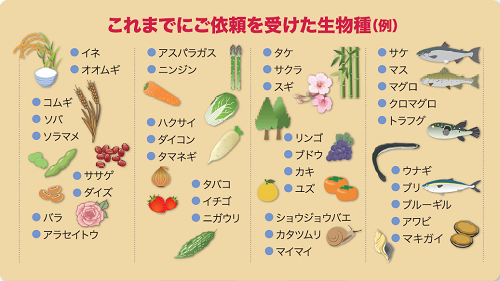 これまでにご依頼を受けた生物種(例)
イネ
オオムギ
コムギ
ソバ
ソラマメ
ササゲ
ダイズ
バラ
アラセイトウ
アスパラガス
ニンジン
ハクサイ
ダイコン
タマネギ
タバコ
イチゴ
ニガウリ
タケ
サクラ
スギ
リンゴ
ブドウ
カキ
ユズ
ショウジョウバエ
カタツムリ
マイマイ
サケ
マス
マグロ
クロマグロ
トラフグ
ウナギ
ブリ
ブルーギル
アワビ
マキガイ